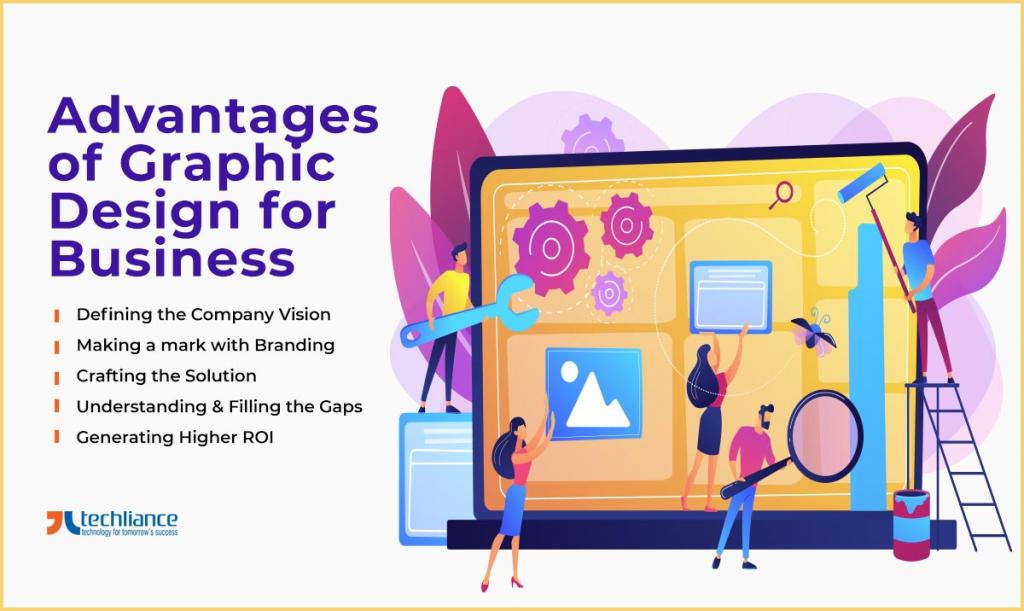 Advantages
of Graphic
Design for
Business
Defining the Company Vision
Making a mark with Branding
Crafting the Solution
Understanding & Filling the Gaps
Generating Higher ROI
techliance
technology for tomorrow's success